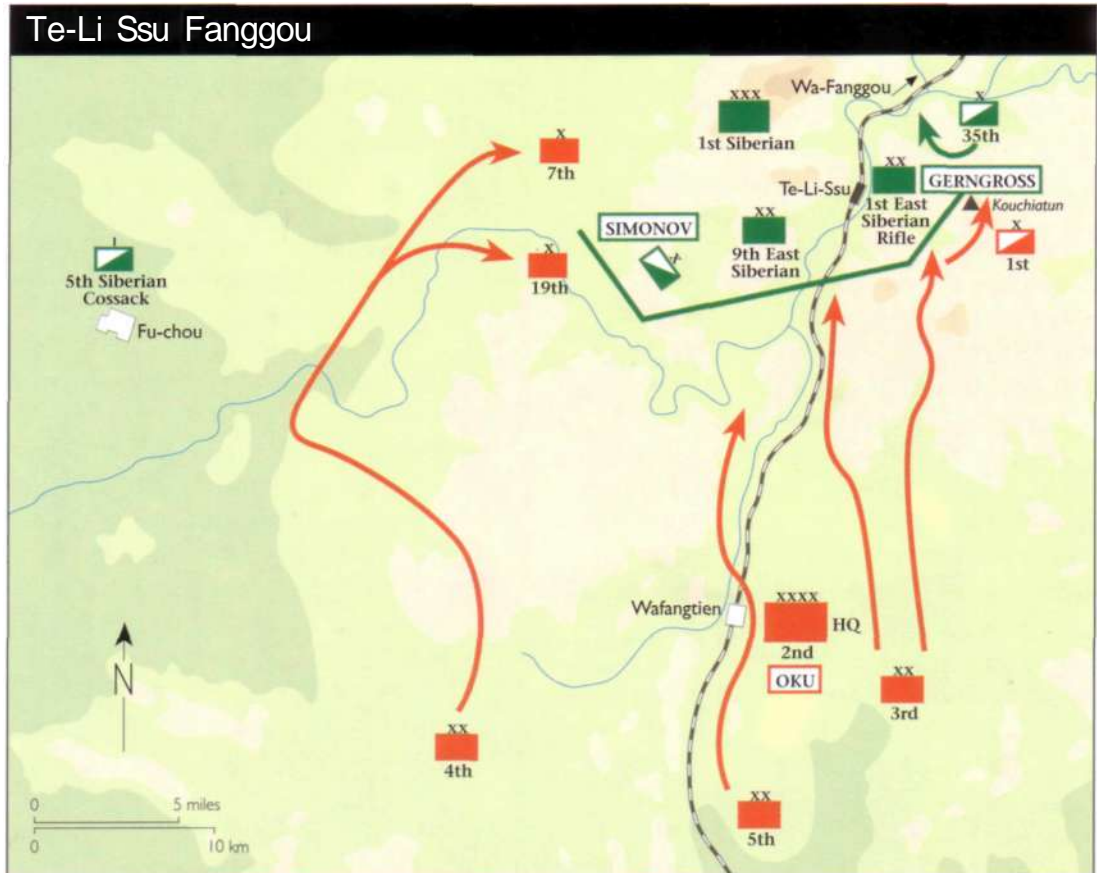 Te-Li Ssu Fanggou
Wa-Fanggou
XXX
1st Siberian
X
35th
X
7th
Te-Li-Ssu
XX
1st East
Siberian
Rifle
GERNGROSS
Kouchiatun
X
1st
SIMONOV
X
XX
9th East
Siberian
I
5th Siberian
Cossack
Fu-chou
X
19th
Wafangtien
XXXX
HQ
2nd
OKU
XX
3rd
N
XX
4th
XX
5th
0 5 miles
0 10 km